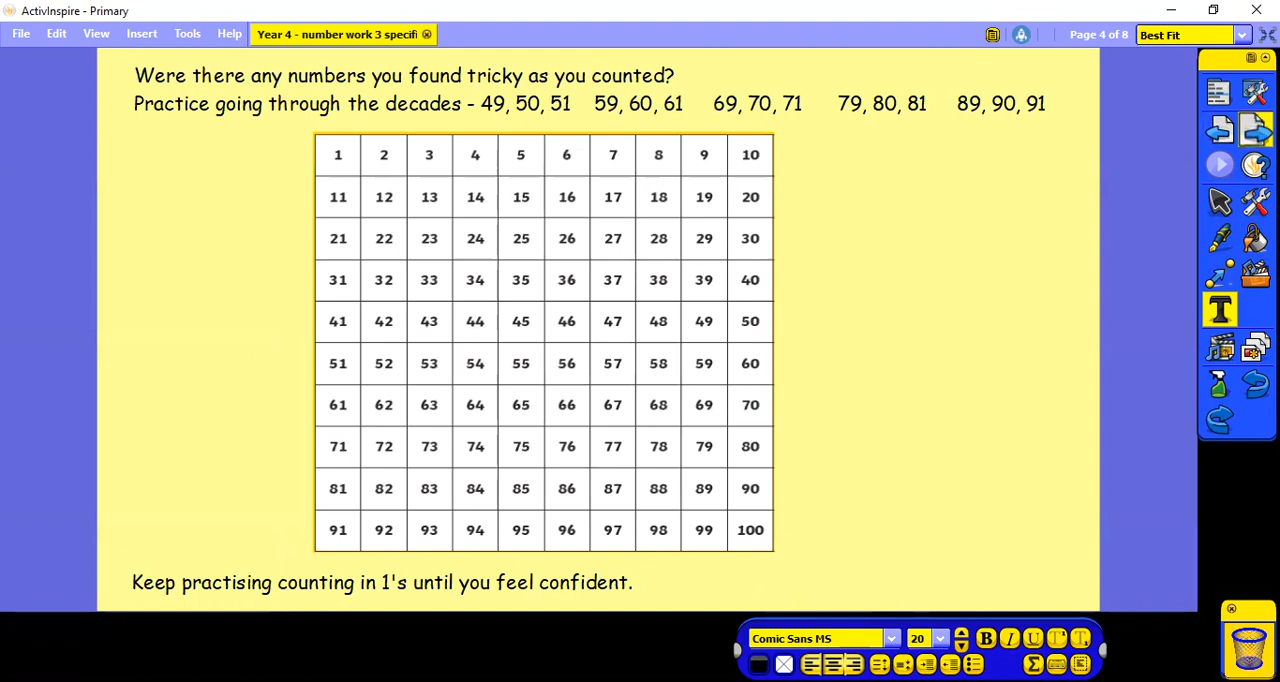 ActivInspire - Primary
File Edit View Insert Tools Help Year 4 - number work 3 specifi Page 4 of 8 Best Fit
Were there any numbers you found tricky as you counted?
Practice going through the decades - 49, 50, 51 59, 60, 61 69, 70, 71 79, 80, 81 89, 90, 91
1 2 3 4 5 6 7 8 9 10
11 12 13 14 15 16 17 18 19 20
21 22 23 24 25 26 27 28 29 30
31 32 33 34 35 36 37 38 39 40
41 42 43 44 45 46 47 48 49 50
51 52 53 54 55 56 57 58 59 60
61 62 63 64 65 66 67 68 69 70
71 72 73 74 75 76 77 78 79 80
81 82 83 84 85 86 87 88 89 90
91 92 93 94 95 96 97 98 99 100
Keep practising counting in 1's until you feel confident.
Comic Sans MS 20 B I U T T